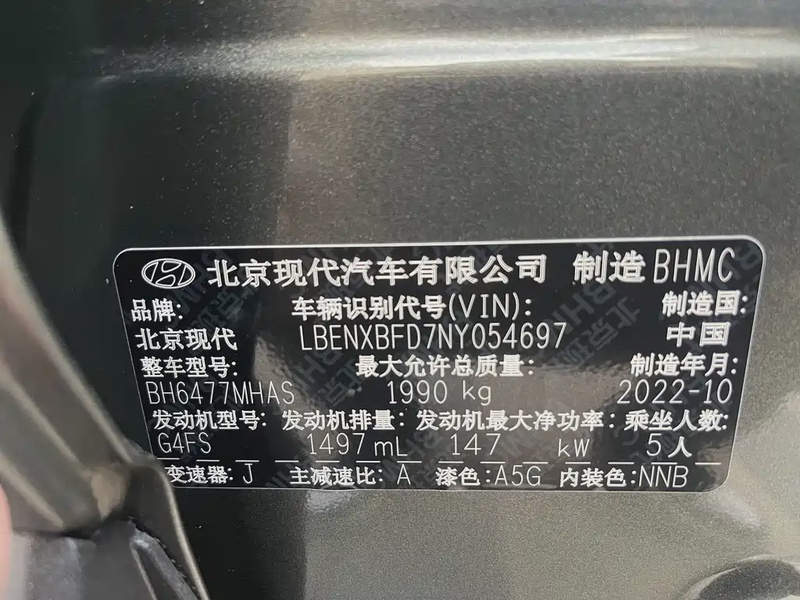 北京现代汽车有限公司 制造 BHMC
品牌: 车辆识别代号(VIN): 制造国:
北京现代 LBENXBFD7NY054697 中国
整车型号: 最大允许总质量: 制造年月:
BH6477MHAS 1990 kg 2022-10
发动机型号: 发动机排量: 发动机最大净功率: 乘坐人数:
G4FS 1497 mL 147 kW 5人
变速器: J 主减速比: A 漆色: A5G 内装色: NNB